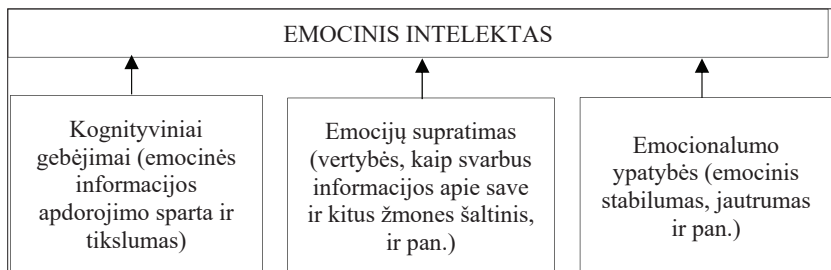 EMOCINIS INTELEKTAS
Kognityviniai
gebėjimai (emocinės
informacijos
apdorojimo sparta ir
tikslumas)
Emocijų supratimas
(vertybės, kaip svarbus
informacijos apie save
ir kitus žmones šaltinis,
ir pan.)
Emocionalumo
ypatybės (emocinis
stabilumas, jautrumas
ir pan.)